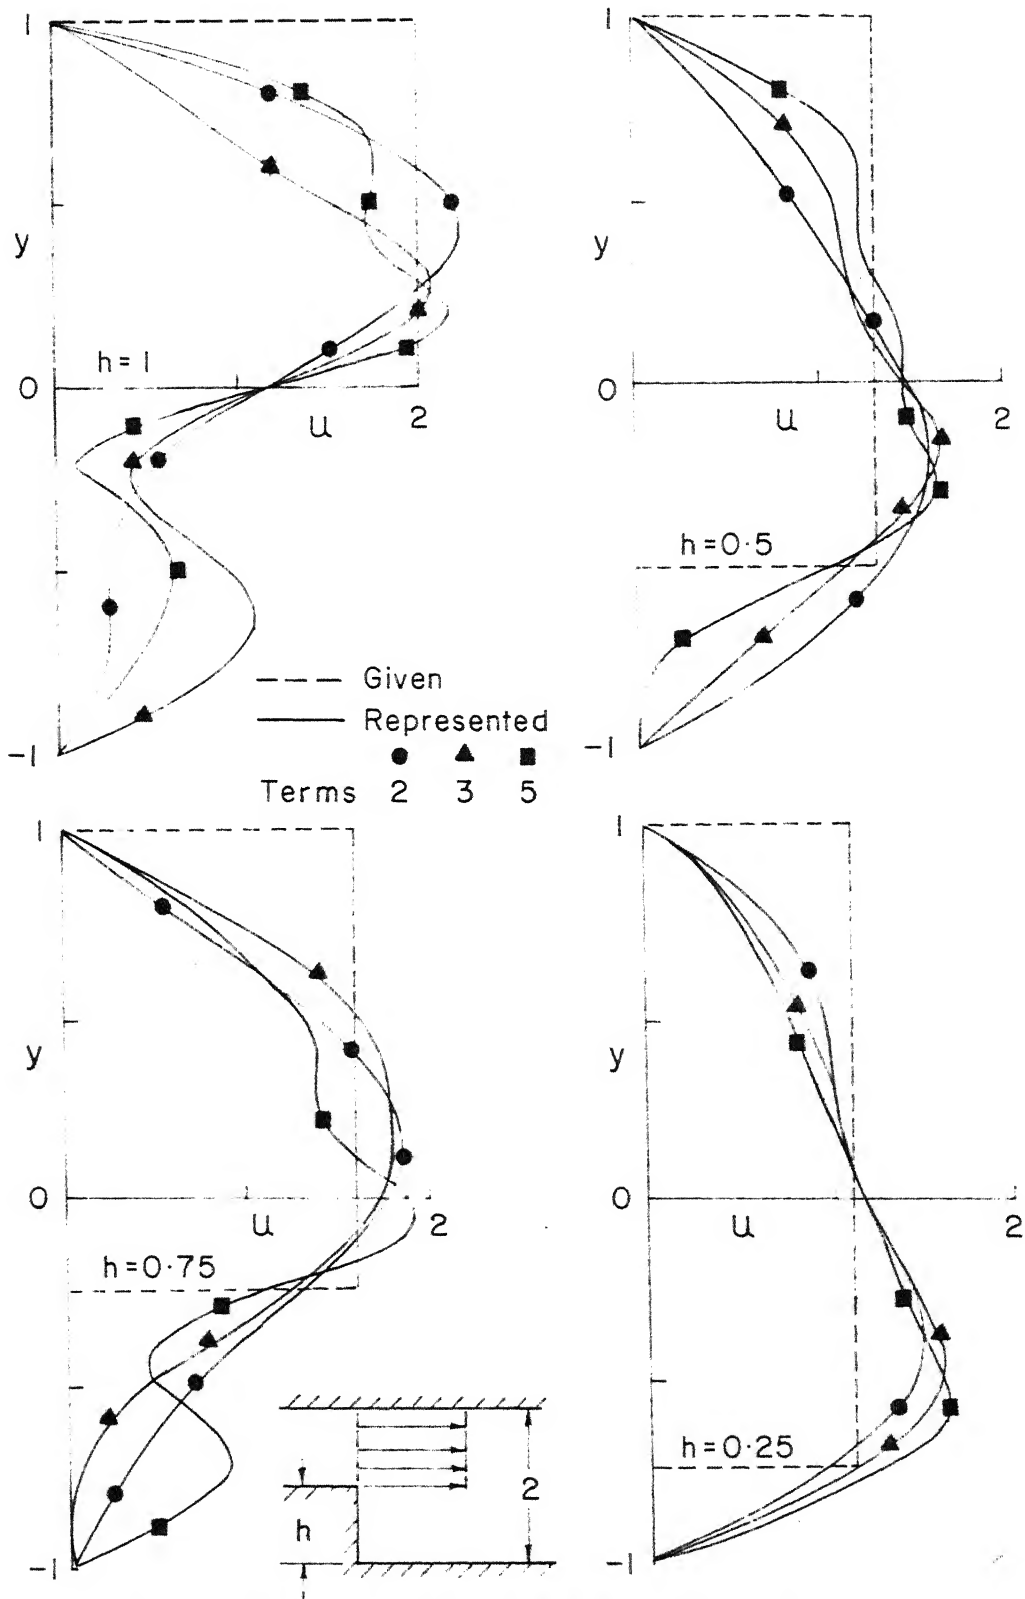 1
y
h = 1
0
u
2
-1
1
y
0
u
2
h = 0·5
-1
--- Given
— Represented
● ▲ ■
Terms 2 3 5
1
y
0
u
2
h = 0·75
-1
h
2
1
y
0
u
2
h = 0·25
-1